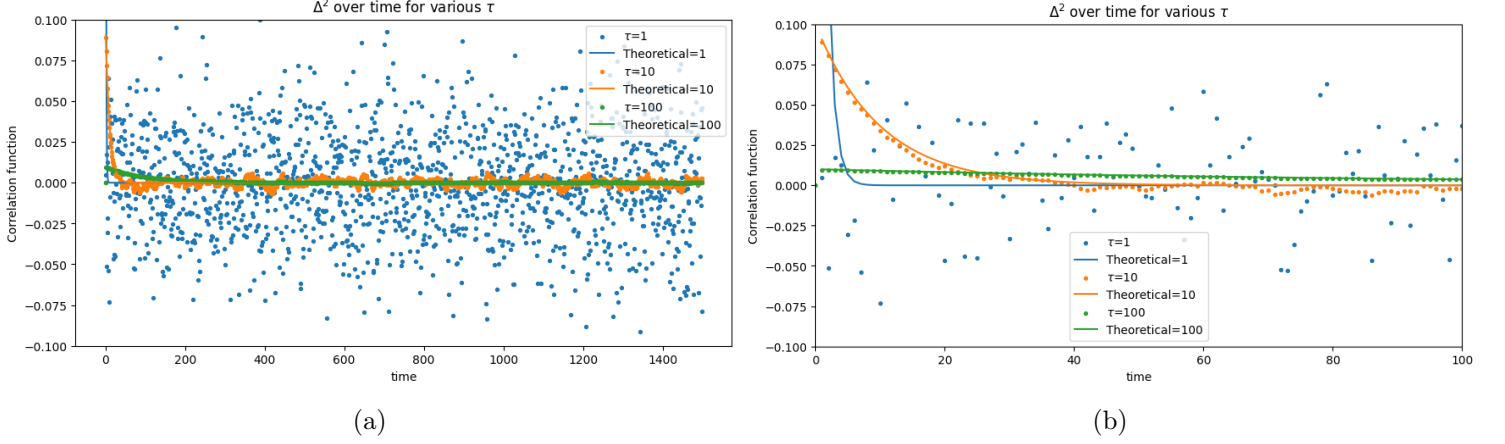 Δ² over time for various τ
Correlation function
0.100
0.075
0.050
0.025
0.000
−0.025
−0.050
−0.075
−0.100
τ=1
Theoretical=1
τ=10
Theoretical=10
τ=100
Theoretical=100
0 200 400 600 800 1000 1200 1400
time
(a)
Δ² over time for various τ
Correlation function
0.100
0.075
0.050
0.025
0.000
−0.025
−0.050
−0.075
−0.100
τ=1
Theoretical=1
τ=10
Theoretical=10
τ=100
Theoretical=100
0 20 40 60 80 100
time
(b)